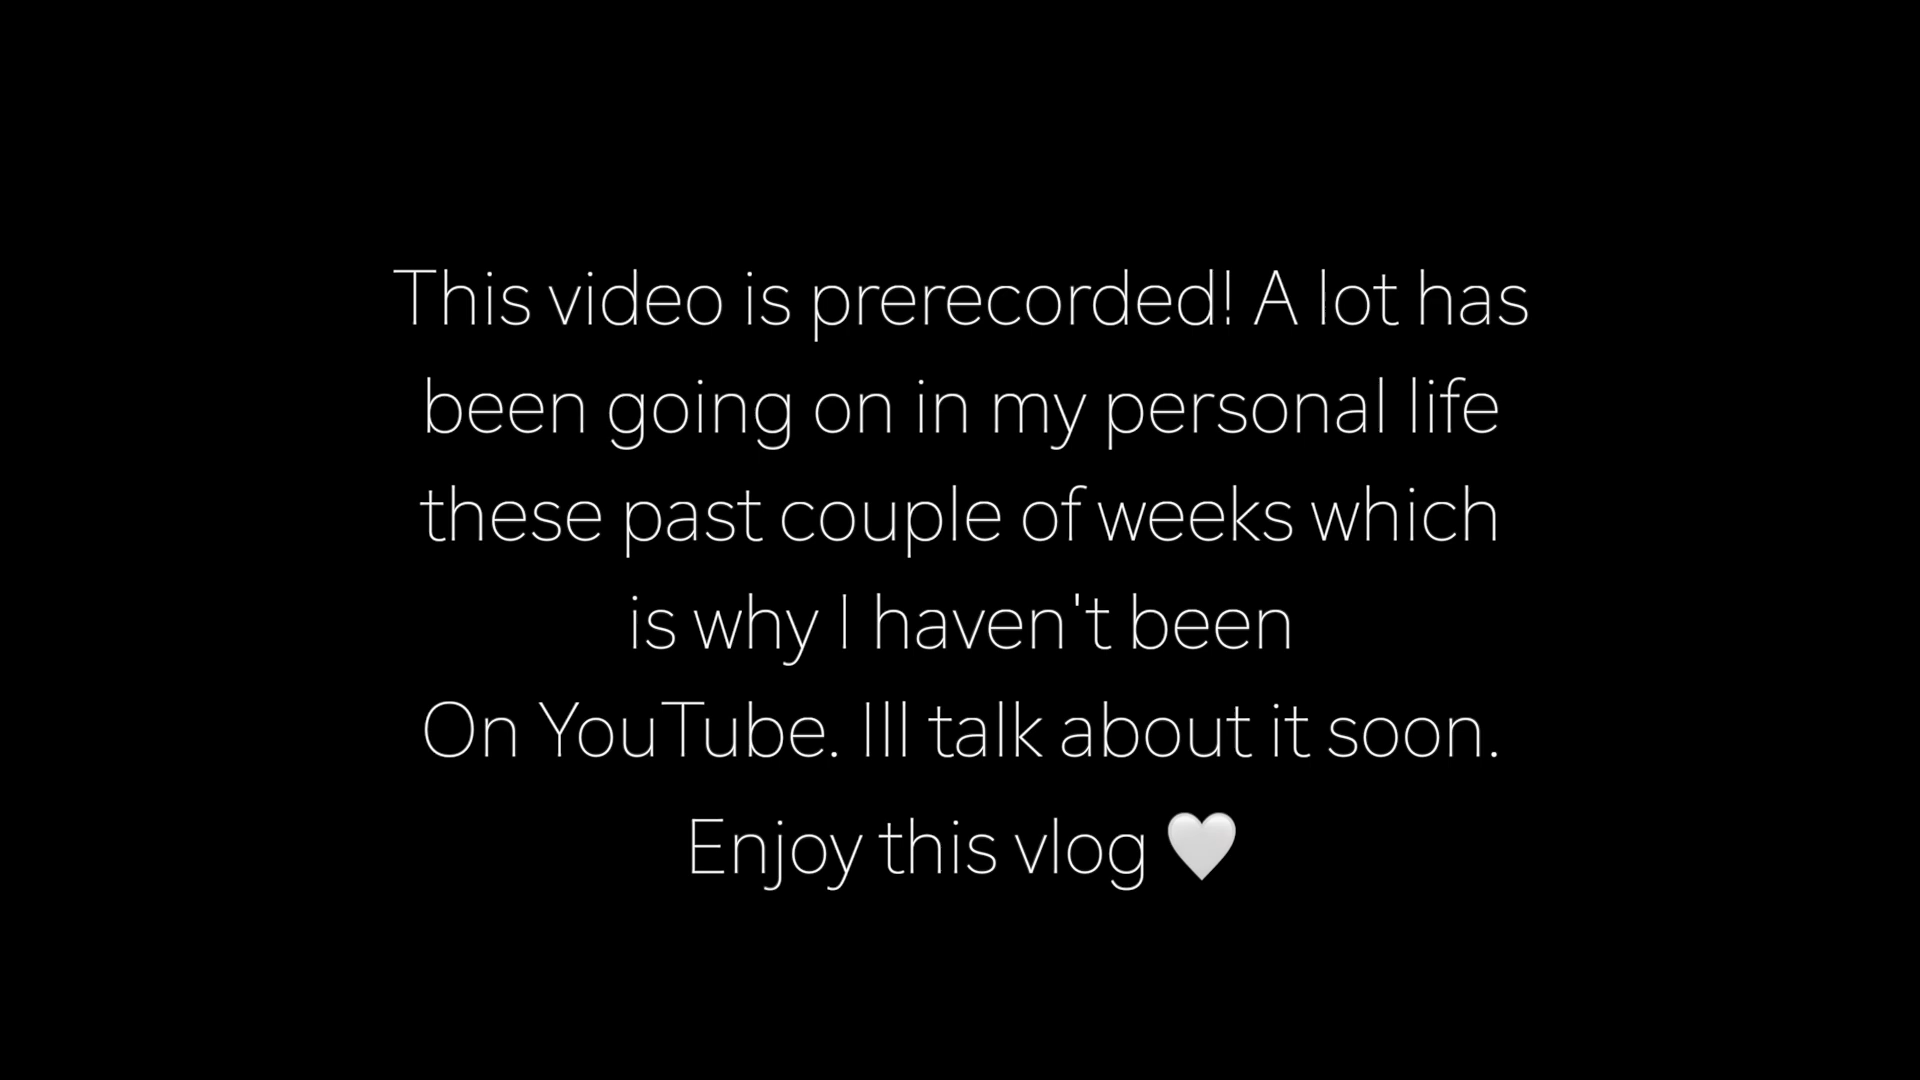 This video is prerecorded! A lot has
been going on in my personal life
these past couple of weeks which
is why I haven't been
On YouTube. Ill talk about it soon.
Enjoy this vlog 🤍